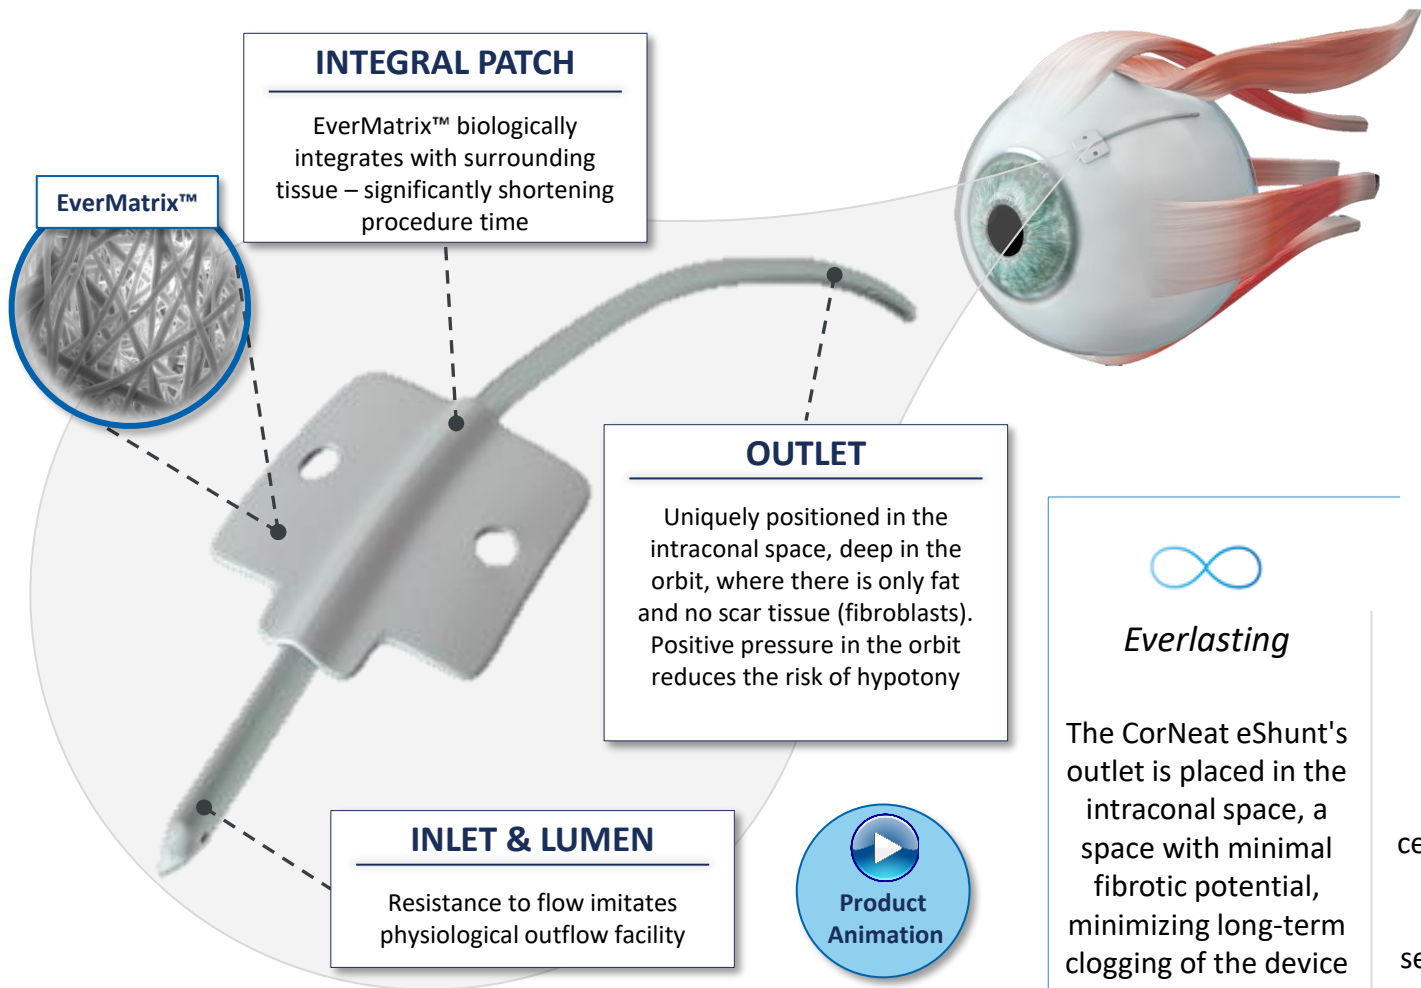 INTEGRAL PATCH
EverMatrix™ biologically
integrates with surrounding
tissue – significantly shortening
procedure time
EverMatrix™
OUTLET
Uniquely positioned in the
intraconal space, deep in the
orbit, where there is only fat
and no scar tissue (fibroblasts).
Positive pressure in the orbit
reduces the risk of hypotony
INLET & LUMEN
Resistance to flow imitates
physiological outflow facility
Product
Animation
Everlasting
The CorNeat eShunt's
outlet is placed in the
intraconal space, a
space with minimal
fibrotic potential,
minimizing long-term
clogging of the device
ce
se